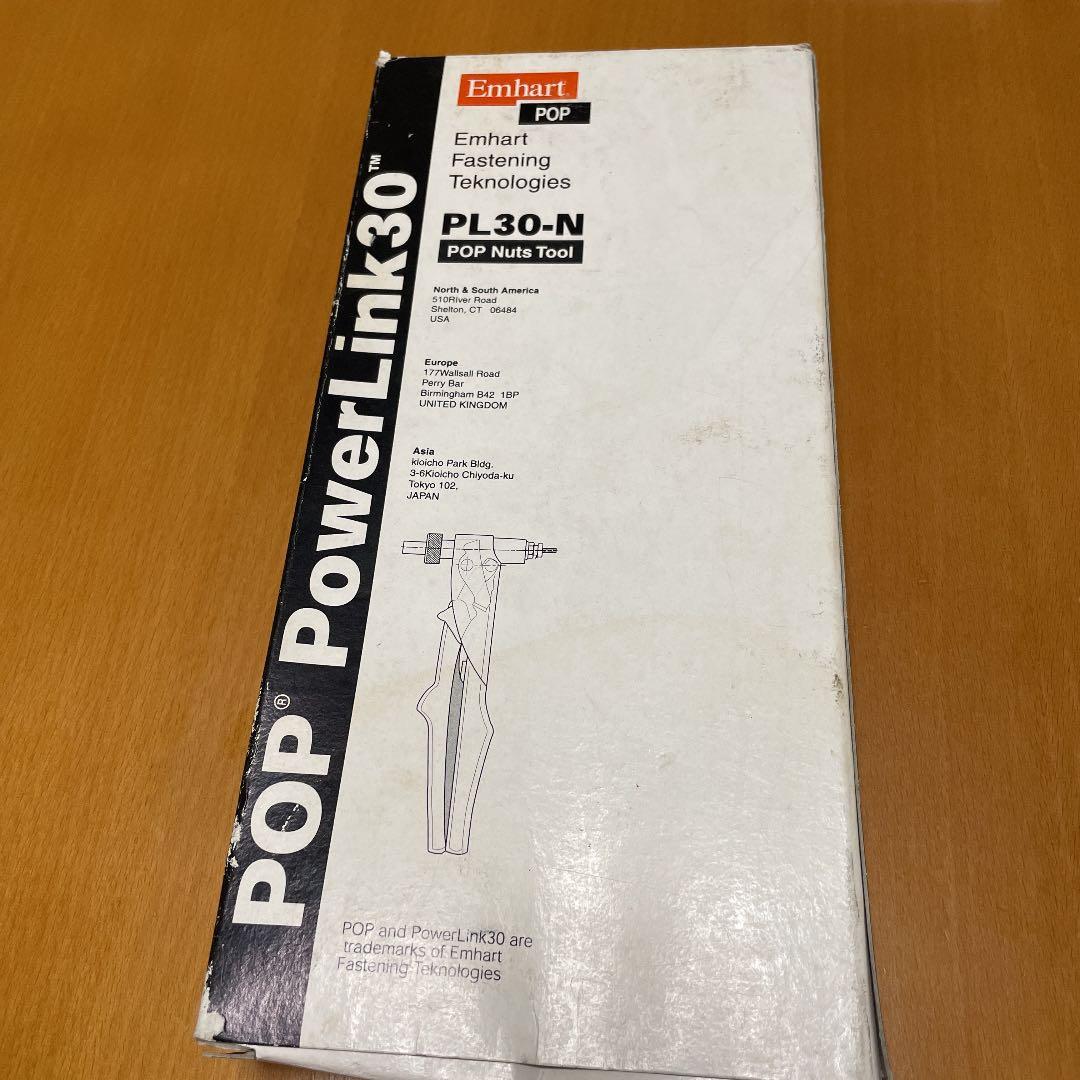 POP® PowerLink30™
Emhart®
POP
Emhart
Fastening
Teknologies
PL30-N
POP Nuts Tool
North & South America
510River Road
Shelton, CT 06484
USA
Europe
177Wallsall Road
Perry Bar
Birmingham B42 1BP
UNITED KINGDOM
Asia
kioicho Park Bldg.
3-6Kioicho Chiyoda-ku
Tokyo 102,
JAPAN
POP and PowerLink30 are
trademarks of Emhart
Fastening Teknologies